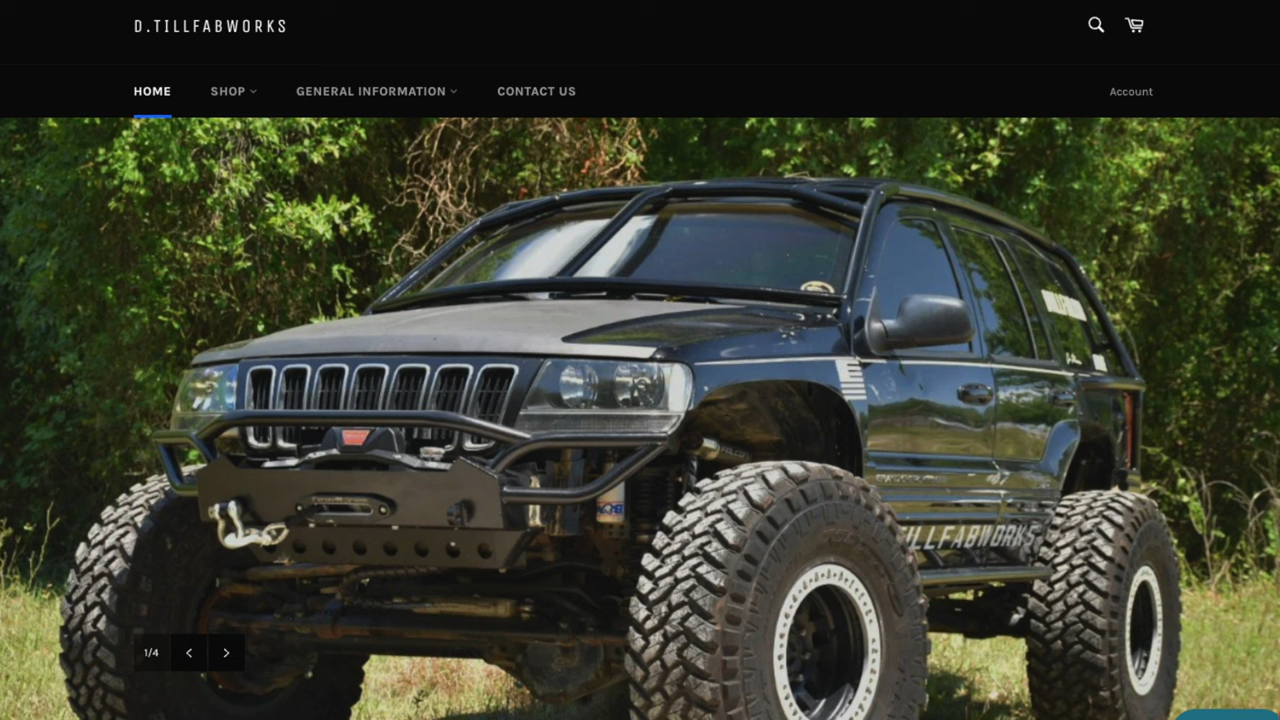 D.TILLFABWORKS
HOME
SHOP
GENERAL INFORMATION
CONTACT US
Account
TILLFABWORKS
1/4